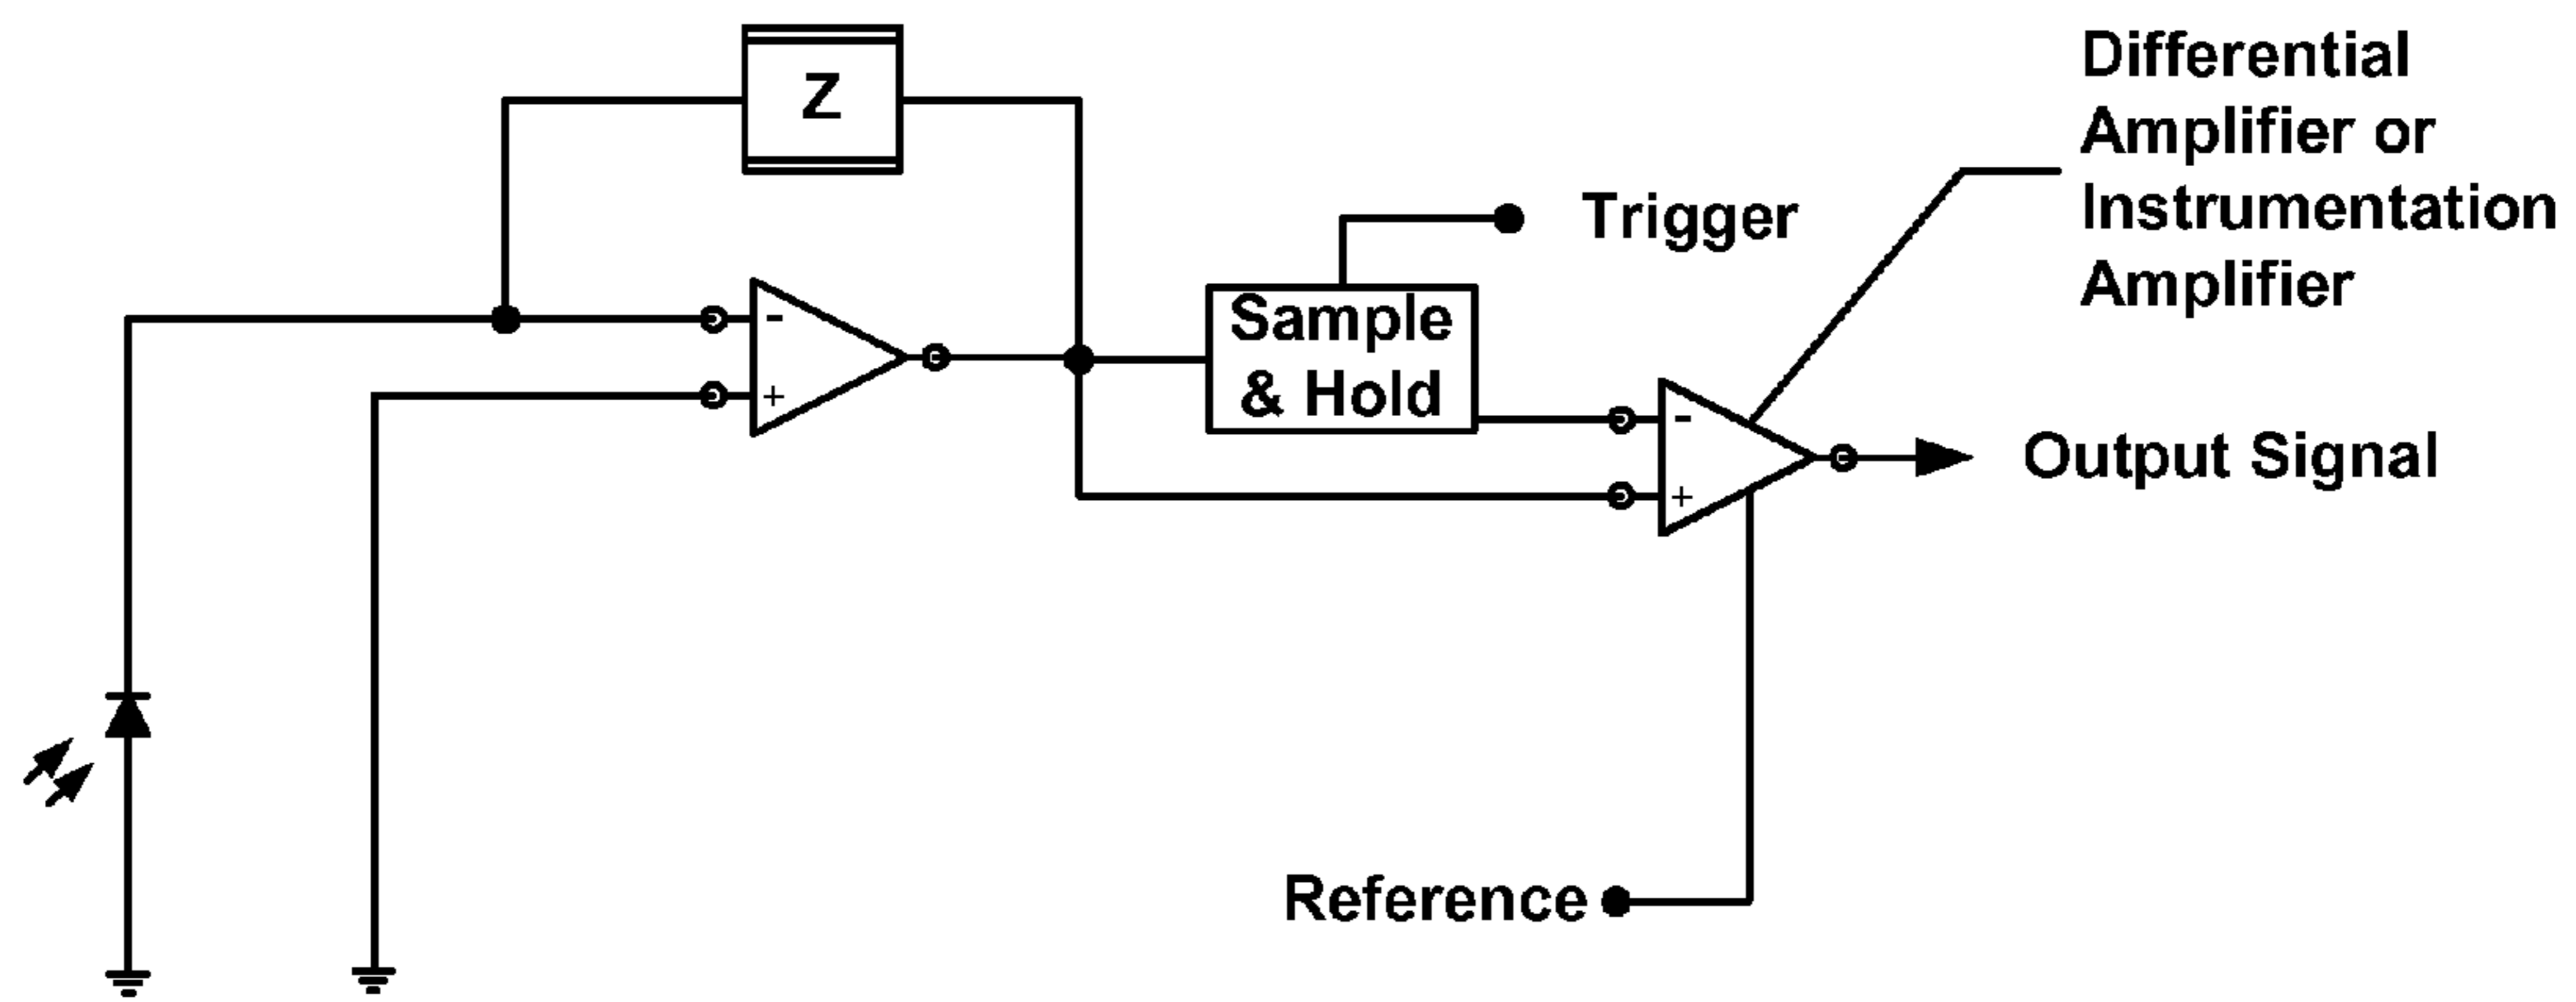 Z
Differential
Amplifier or
Instrumentation
Amplifier
Trigger
Sample
& Hold
-
+
-
+
Output Signal
Reference